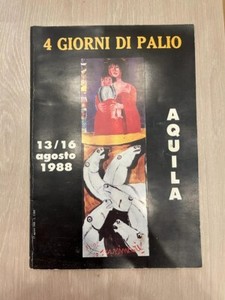 4 GIORNI DI PALIO
13/16
agosto
1988
AQUILA